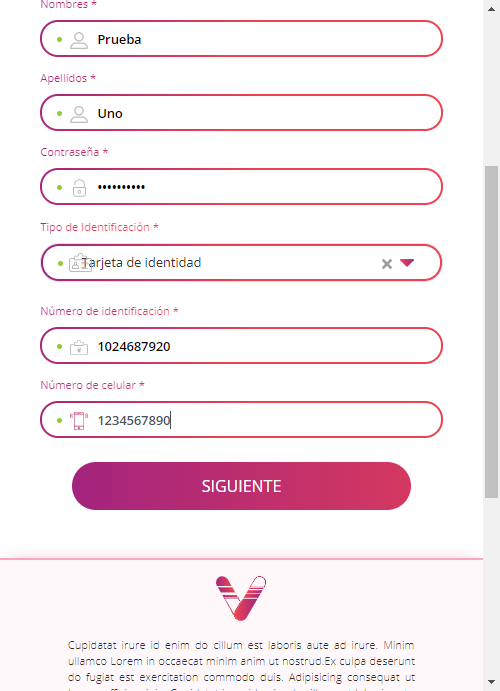 Nombres *
Prueba
Apellidos *
Uno
Contraseña *
••••••••••
Tipo de Identificación *
Tarjeta de identidad
Número de identificación *
1024687920
Número de celular *
1234567890
SIGUIENTE
Cupidatat irure id enim do cillum est laboris aute ad irure. Minim
ullamco Lorem in occaecat minim anim ut nostrud.Ex culpa deserunt
do fugiat est exercitation commodo duis. Adipisicing consequat ut